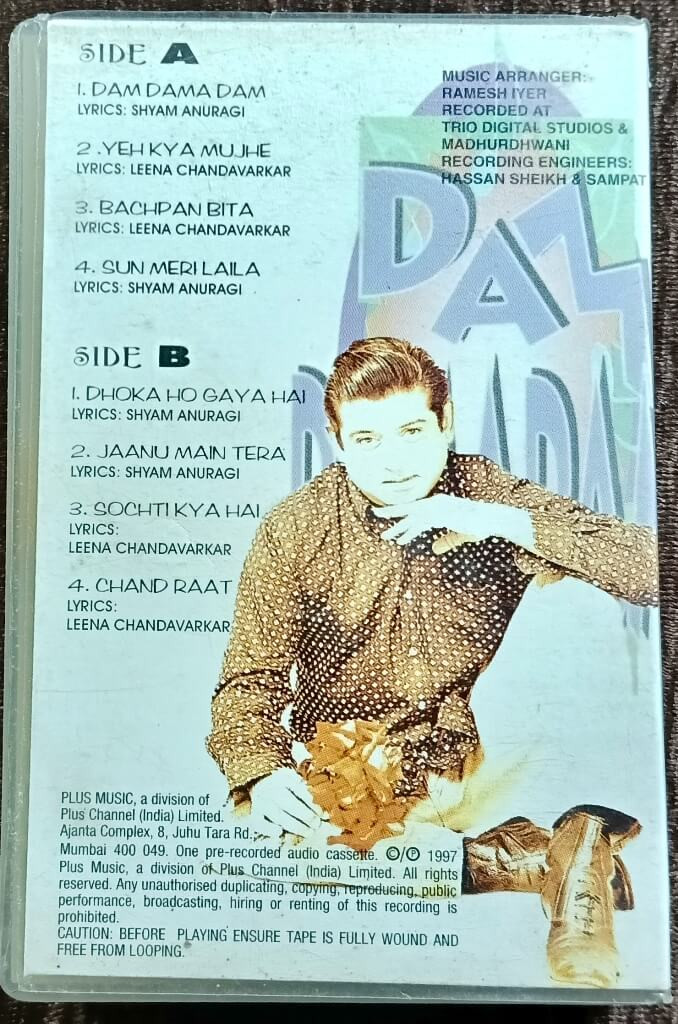 SIDE A
1. DAM DAMA DAM
LYRICS: SHYAM ANURAGI
2 .YEH KYA MUJHE
LYRICS: LEENA CHANDAVARKAR
3. BACHPAN BITA
LYRICS: LEENA CHANDAVARKAR
4. SUN MERI LAILA
LYRICS: SHYAM ANURAGI
SIDE B
1. DHOKA HO GAYA HAI
LYRICS: SHYAM ANURAGI
2. JAANU MAIN TERA
LYRICS: SHYAM ANURAGI
3. SOCHTI KYA HAI
LYRICS:
LEENA CHANDAVARKAR
4. CHAND RAAT
LYRICS:
LEENA CHANDAVARKAR
MUSIC ARRANGER:-
RAMESH IYER
RECORDED AT
TRIO DIGITAL STUDIOS &
MADHURDHWANI
RECORDING ENGINEERS:
HASSAN SHEIKH & SAMPAT
DAM
PLUS MUSIC, a division of
Plus Channel (India) Limited.
Ajanta Complex, 8, Juhu Tara Rd.,
Mumbai 400 049. One pre-recorded audio cassette. ©/℗ 1997
Plus Music, a division of Plus Channel (India) Limited. All rights
reserved. Any unauthorised duplicating, copying, reproducing, public
performance, broadcasting, hiring or renting of this recording is
prohibited.
CAUTION: BEFORE PLAYING ENSURE TAPE IS FULLY WOUND AND
FREE FROM LOOPING.